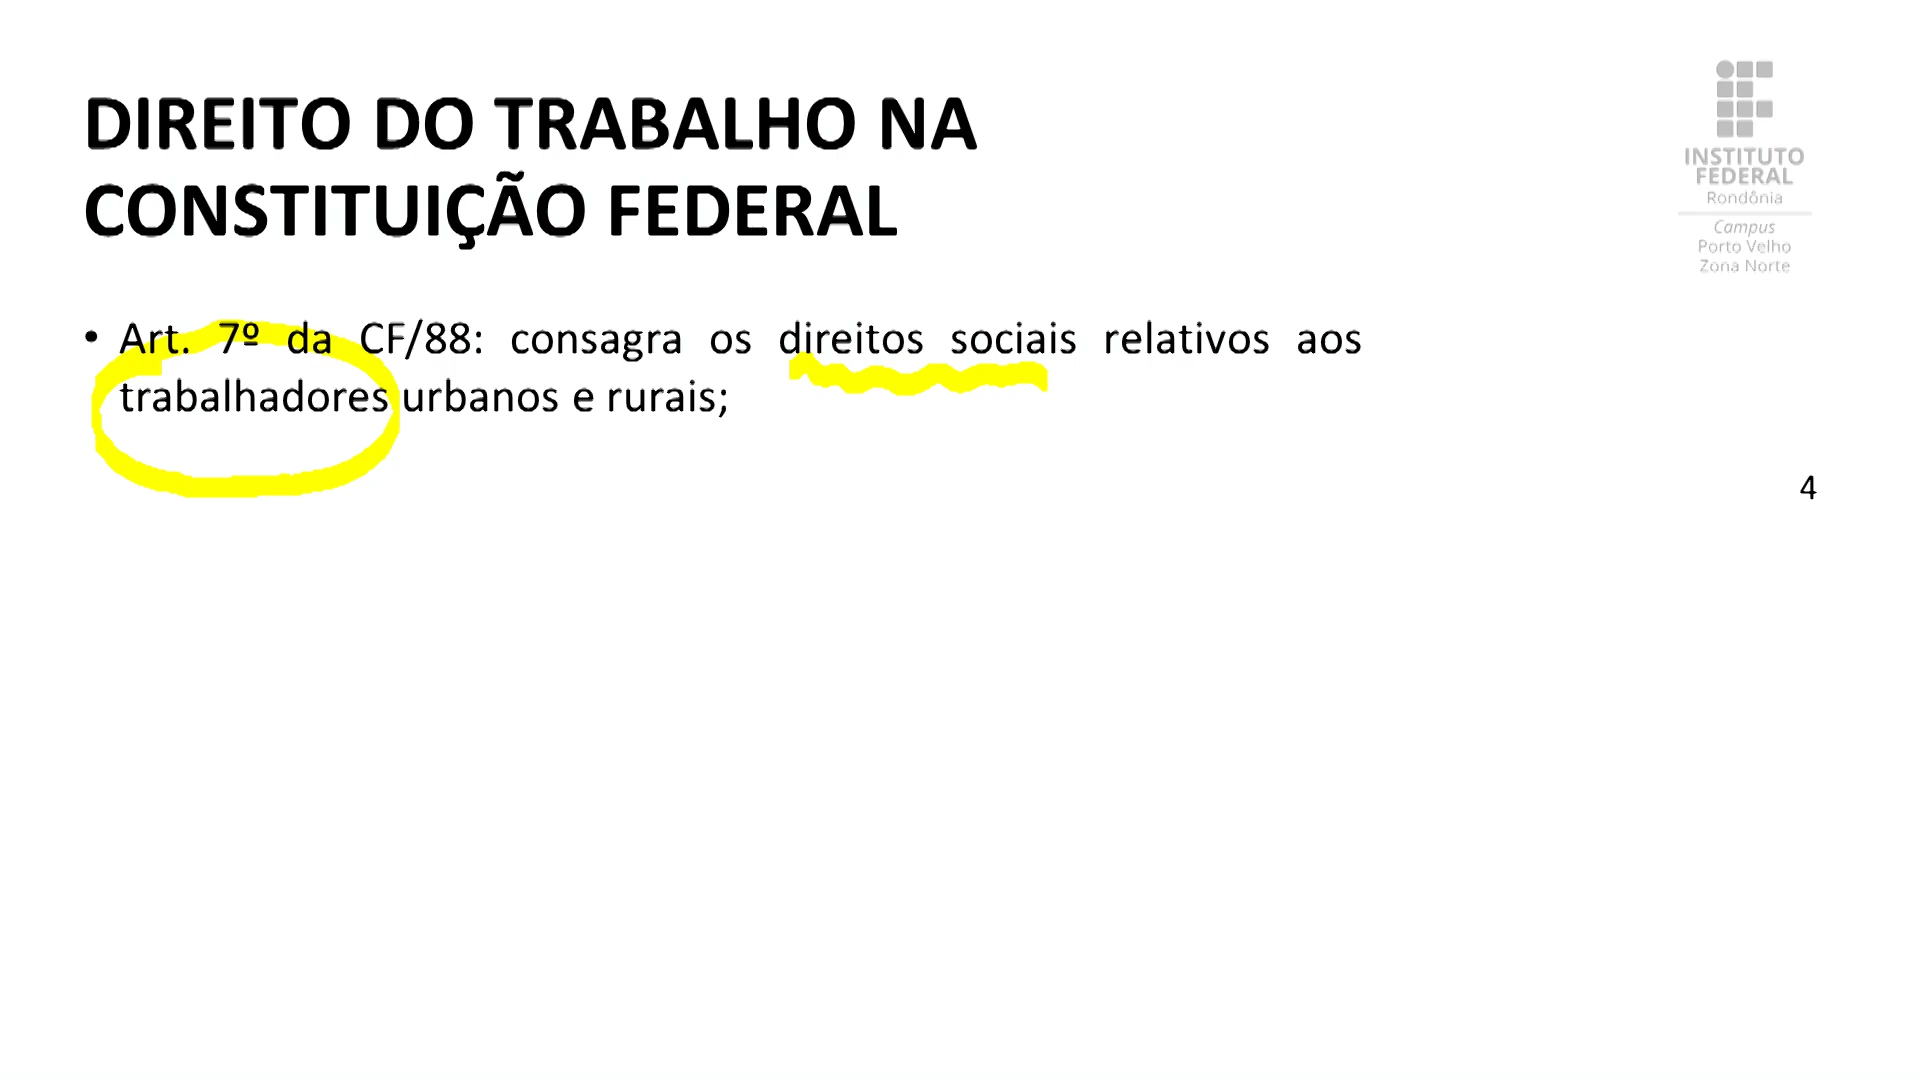 DIREITO DO TRABALHO NA
CONSTITUIÇÃO FEDERAL
INSTITUTO
FEDERAL
Rondônia
Campus
Porto Velho
Zona Norte
• Art. 7º da CF/88: consagra os direitos sociais relativos aos
trabalhadores urbanos e rurais;
4